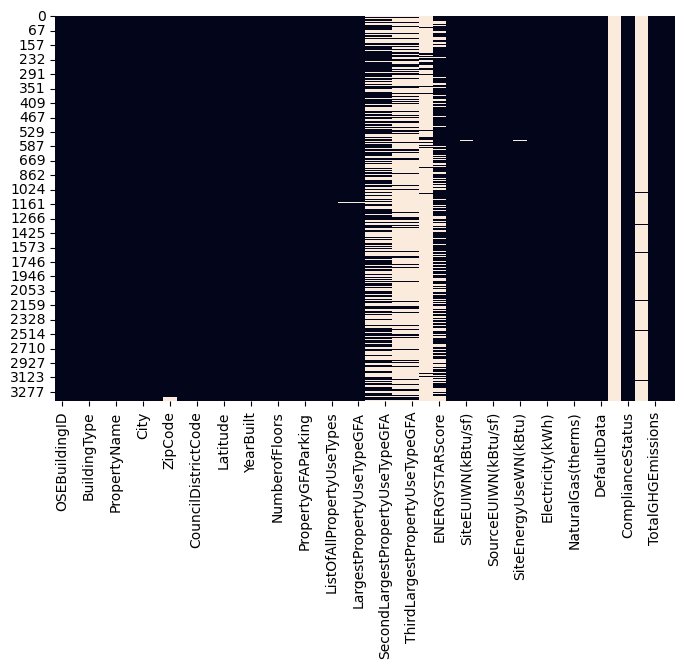 0
67
157
232
291
351
409
467
529
587
669
862
1024
1161
1266
1425
1573
1746
1946
2053
2159
2328
2514
2710
2927
3123
3277
OSEBuildingID
BuildingType
PropertyName
City
ZipCode
CouncilDistrictCode
Latitude
YearBuilt
NumberofFloors
PropertyGFAParking
ListOfAllPropertyUseTypes
LargestPropertyUseTypeGFA
SecondLargestPropertyUseTypeGFA
ThirdLargestPropertyUseTypeGFA
ENERGYSTARScore
SiteEUIWN(kBtu/sf)
SourceEUIWN(kBtu/sf)
SiteEnergyUseWN(kBtu)
Electricity(kWh)
NaturalGas(therms)
DefaultData
ComplianceStatus
TotalGHGEmissions